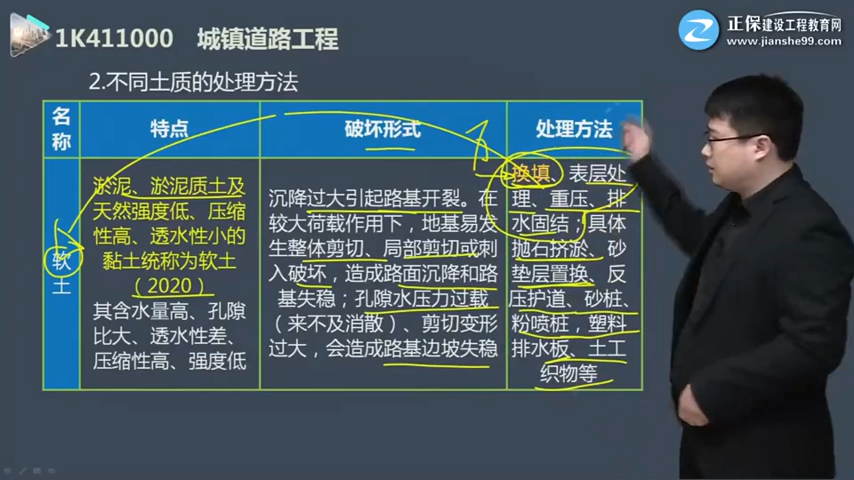 1K411000 城镇道路工程
正保建设工程教育网
www.jianshe99.com
2.不同土质的处理方法
名称
特点
破坏形式
处理方法
软土
淤泥、淤泥质土及
天然强度低、压缩
性高、透水性小的
黏土统称为软土
（2020）
其含水量高、孔隙
比大、透水性差、
压缩性高、强度低
沉降过大引起路基开裂。在
较大荷载作用下，地基易发
生整体剪切、局部剪切或刺
入破坏，造成路面沉降和路
基失稳；孔隙水压力过载
（来不及消散）、剪切变形
过大，会造成路基边坡失稳
换填、表层处
理、重压、排
水固结；具体
抛石挤淤、砂
垫层置换、反
压护道、砂桩、
粉喷桩，塑料
排水板、土工
织物等